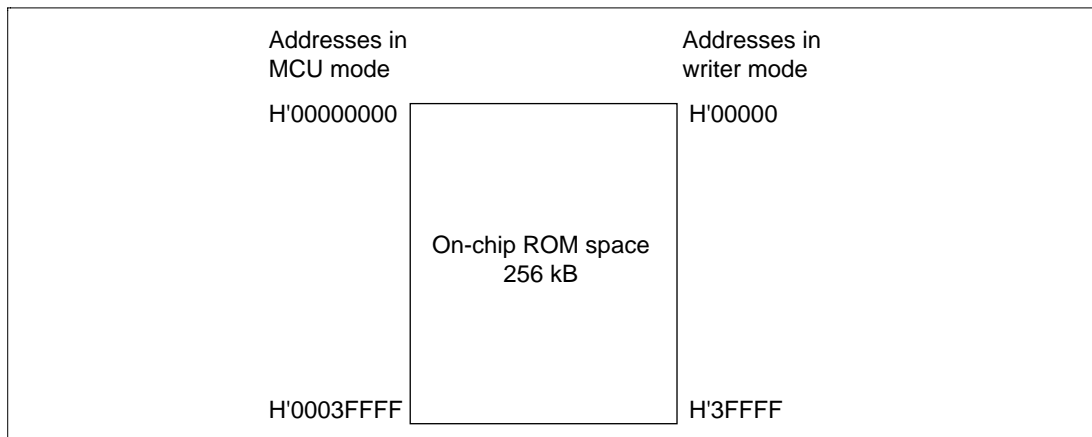 Addresses in
MCU mode
Addresses in
writer mode
H'00000000
H'00000
On-chip ROM space
256 kB
H'0003FFFF
H'3FFFF